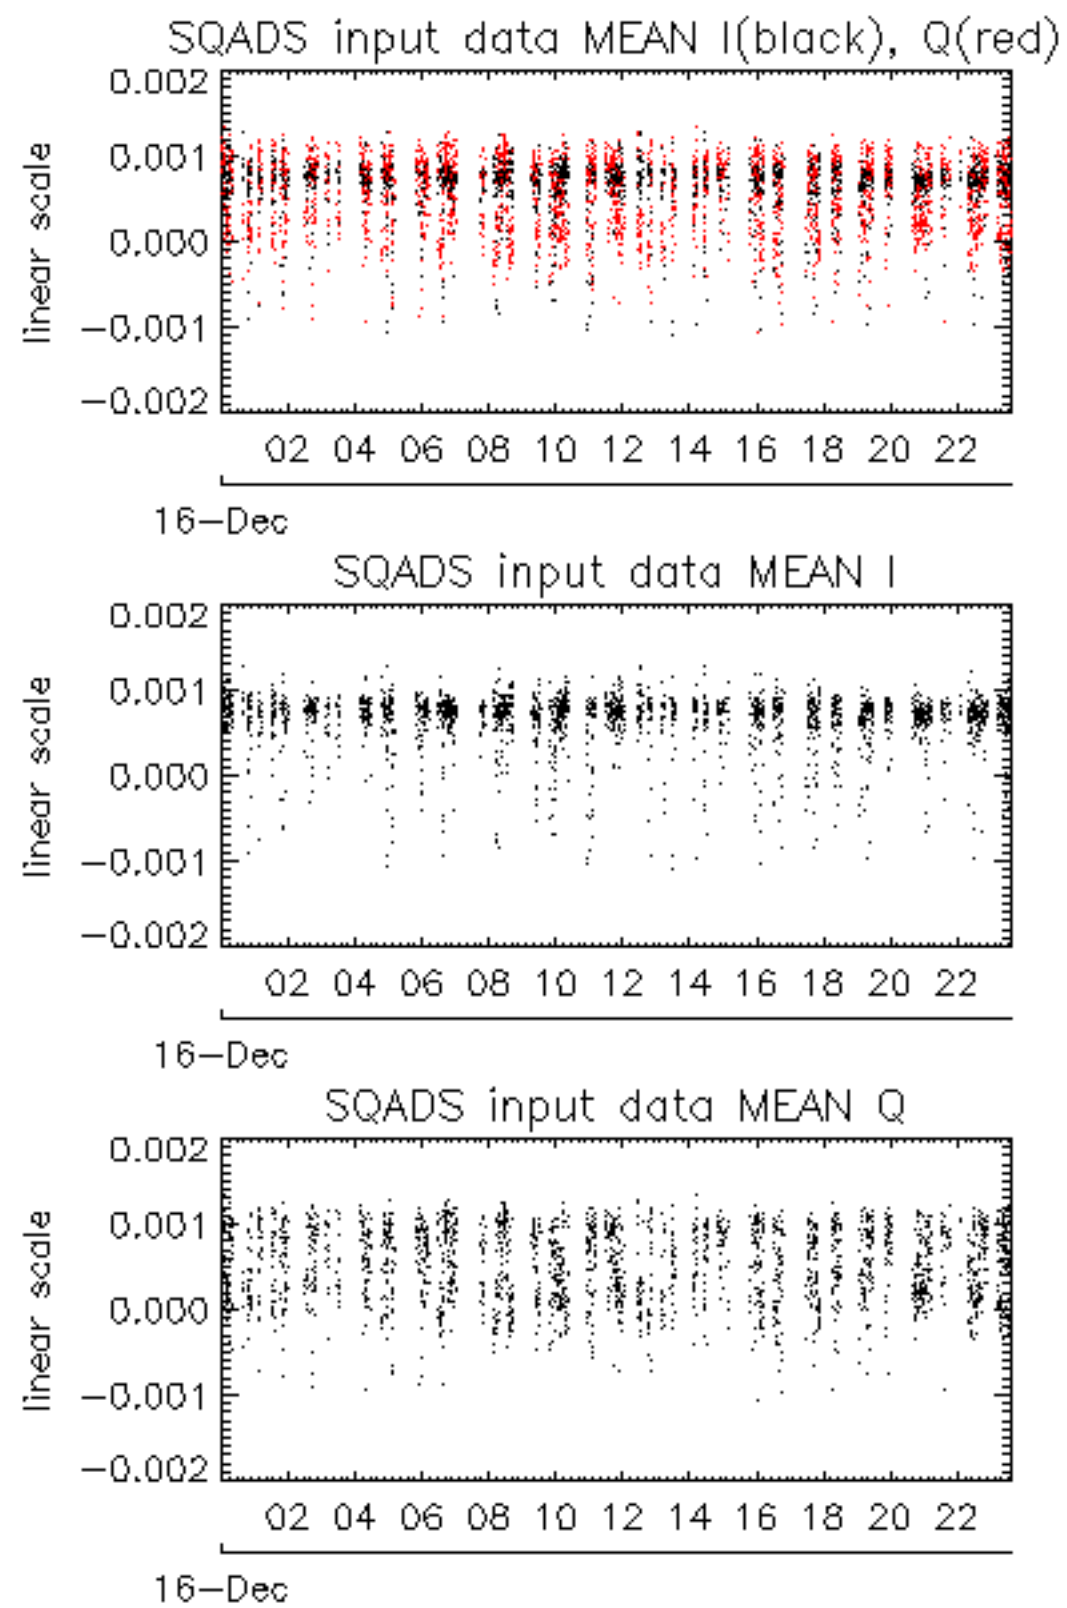 SQADS input data MEAN I(black), Q(red)
0.002
0.001
0.000
−0.001
−0.002
linear scale
02 04 06 08 10 12 14 16 18 20 22
16−Dec
SQADS input data MEAN I
0.002
0.001
0.000
−0.001
−0.002
linear scale
02 04 06 08 10 12 14 16 18 20 22
16−Dec
SQADS input data MEAN Q
0.002
0.001
0.000
−0.001
−0.002
linear scale
02 04 06 08 10 12 14 16 18 20 22
16−Dec